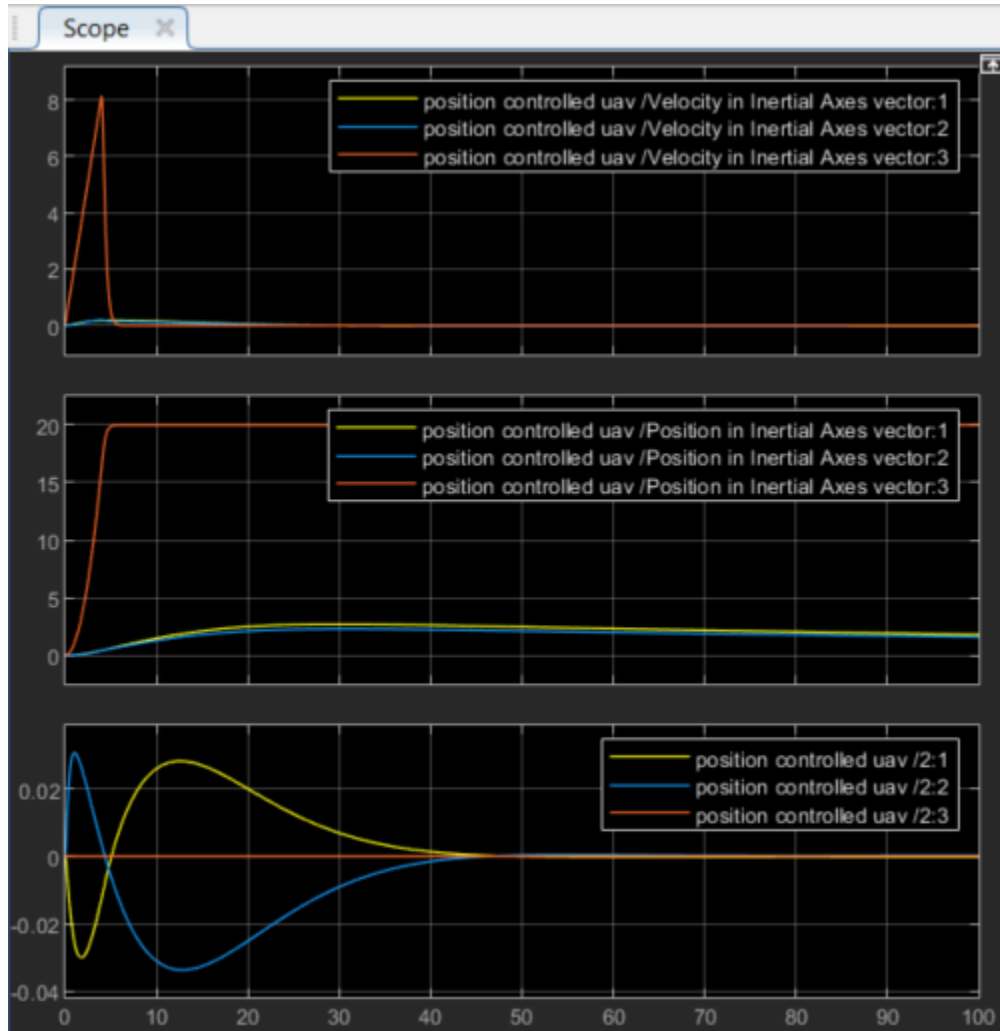 Scope
position controlled uav /Velocity in Inertial Axes vector:1
8
position controlled uav /Velocity in Inertial Axes vector:2
position controlled uav /Velocity in Inertial Axes vector:3
6
4
2
0
position controlled uav /Position in Inertial Axes vector:1
20
position controlled uav /Position in Inertial Axes vector:2
position controlled uav /Position in Inertial Axes vector:3
15
10
5
0
position controlled uav /2:1
0.02
position controlled uav /2:2
position controlled uav /2:3
0
-0.02
-0.04
0 10 20 30 40 50 60 70 80 90 100